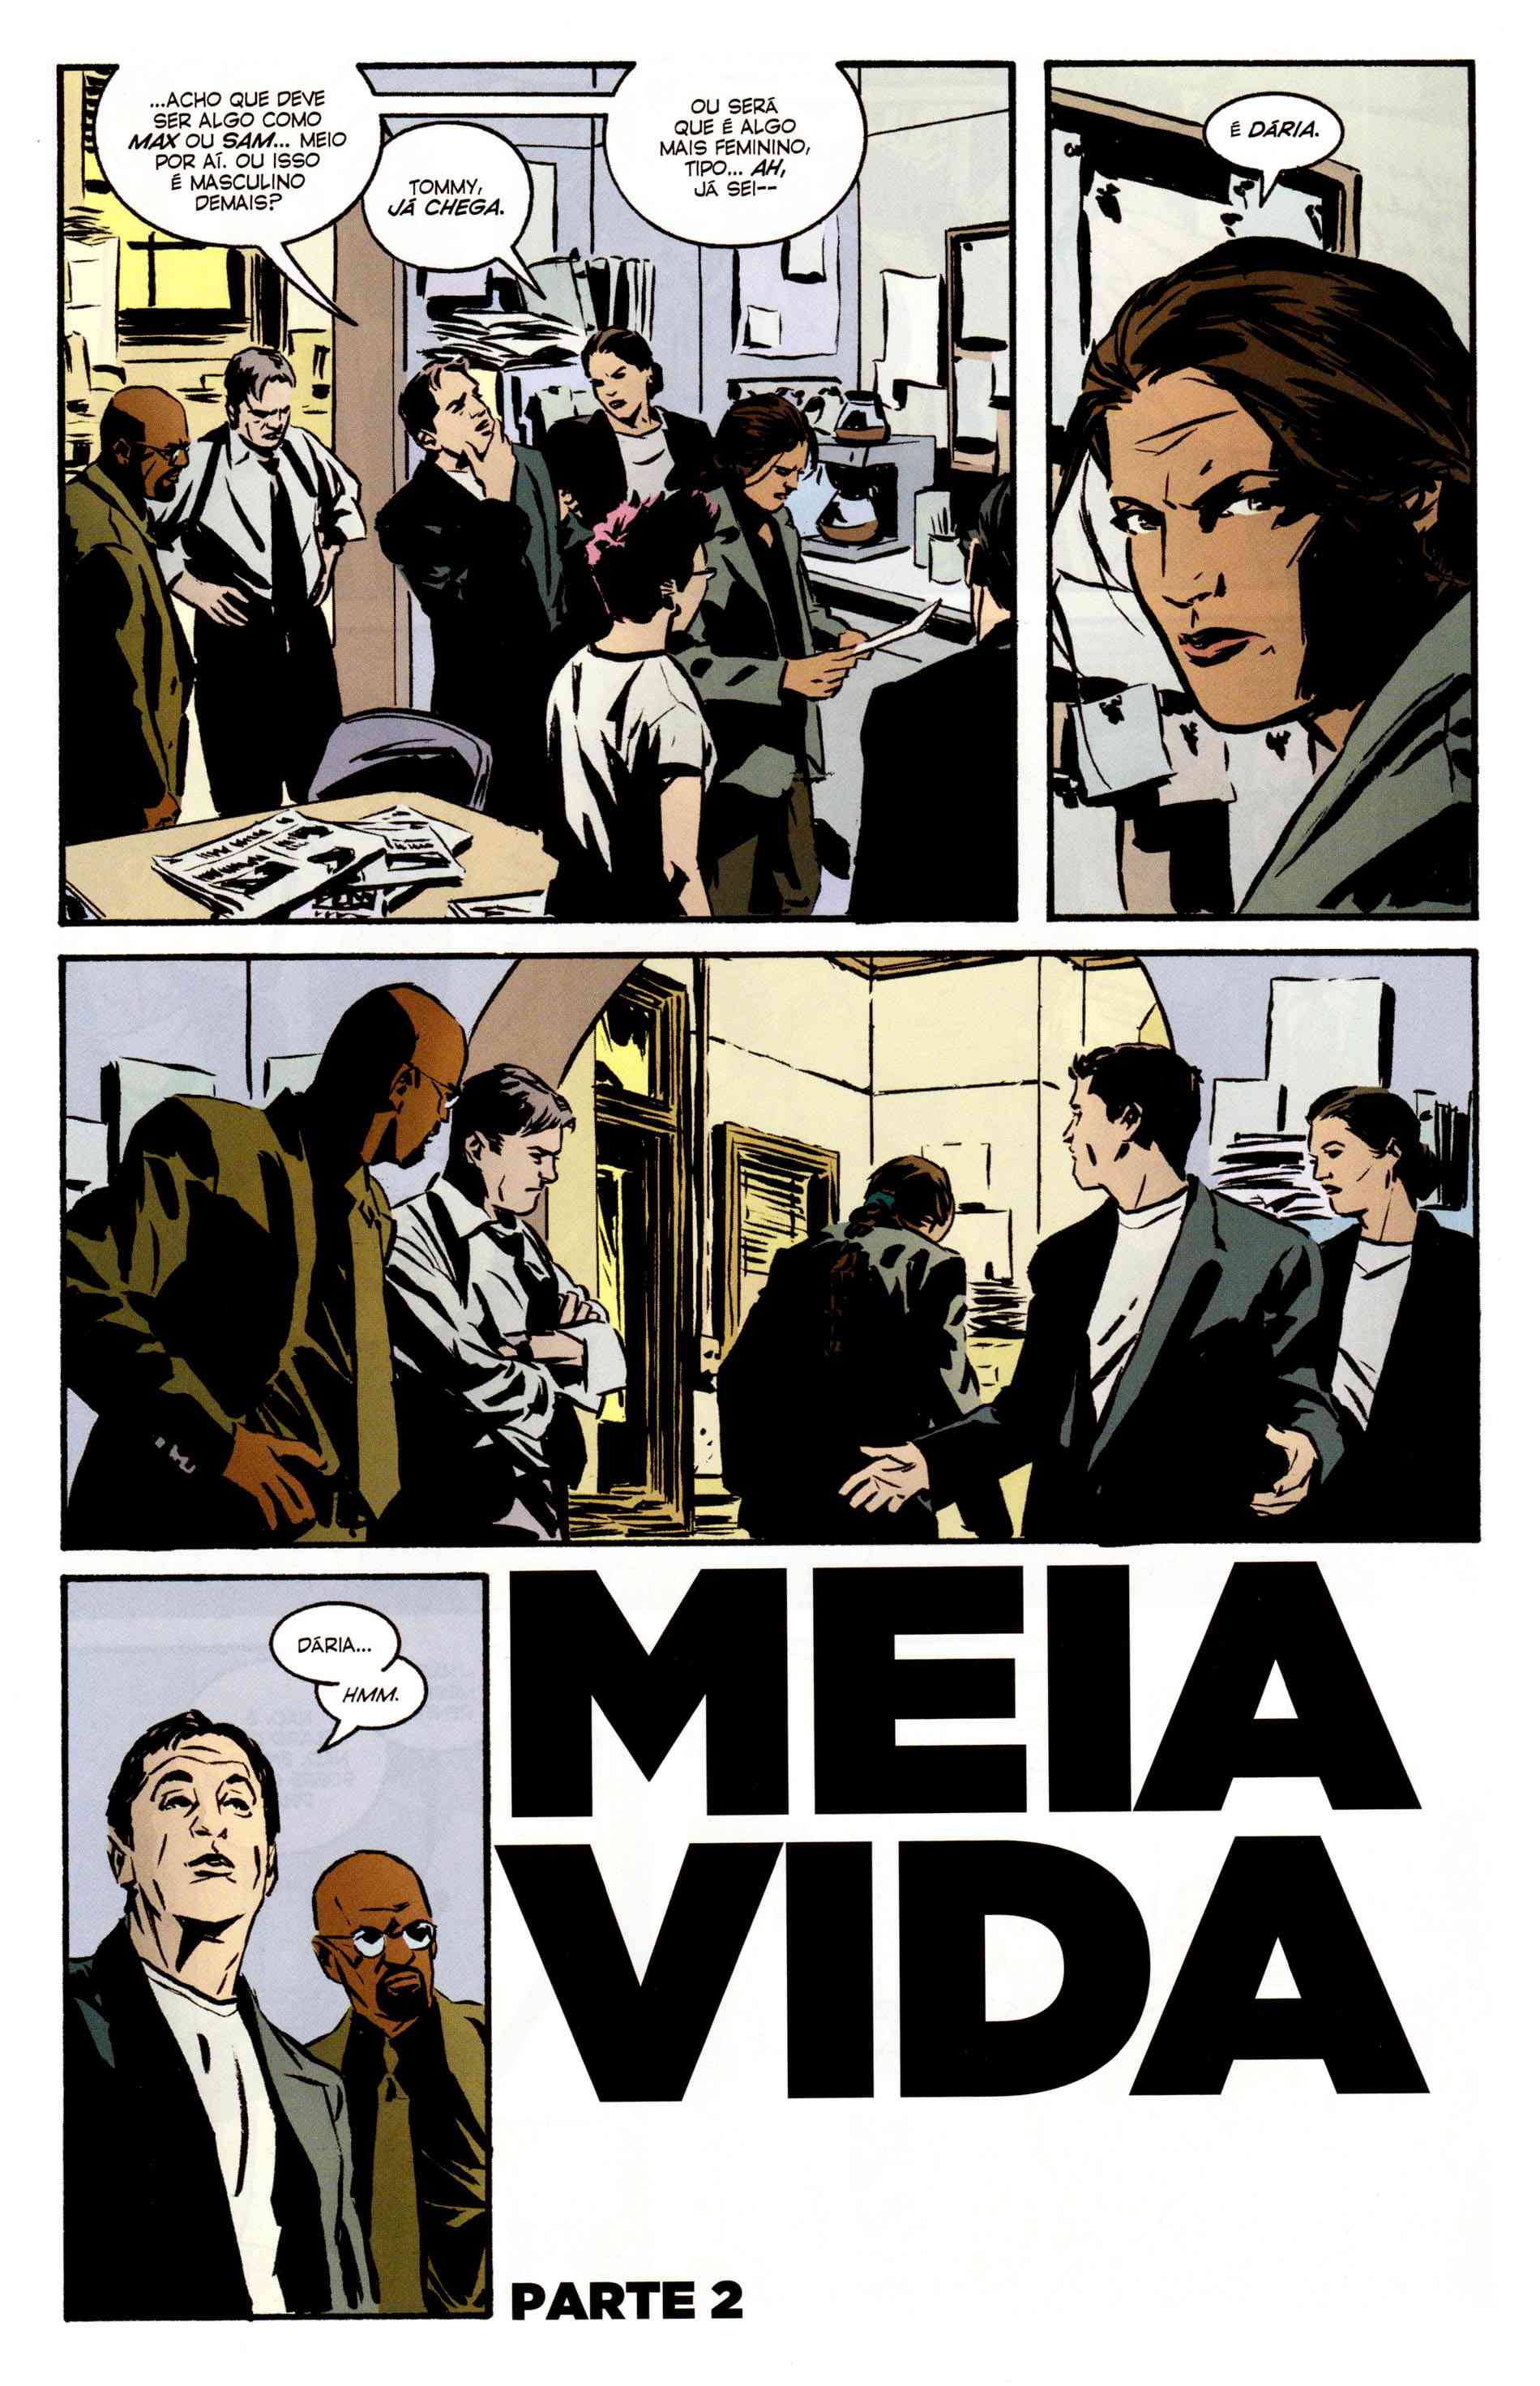 ...ACHO QUE DEVE
SER ALGO COMO
MAX OU SAM... MEIO
POR AÍ. OU ISSO
É MASCULINO
DEMAIS?
TOMMY,
JÁ CHEGA.
OU SERÁ
QUE É ALGO
MAIS FEMININO,
TIPO... AH,
JÁ SEI--
É DÁRIA.
DÁRIA...
HMM.
MEIA
VIDA
PARTE 2